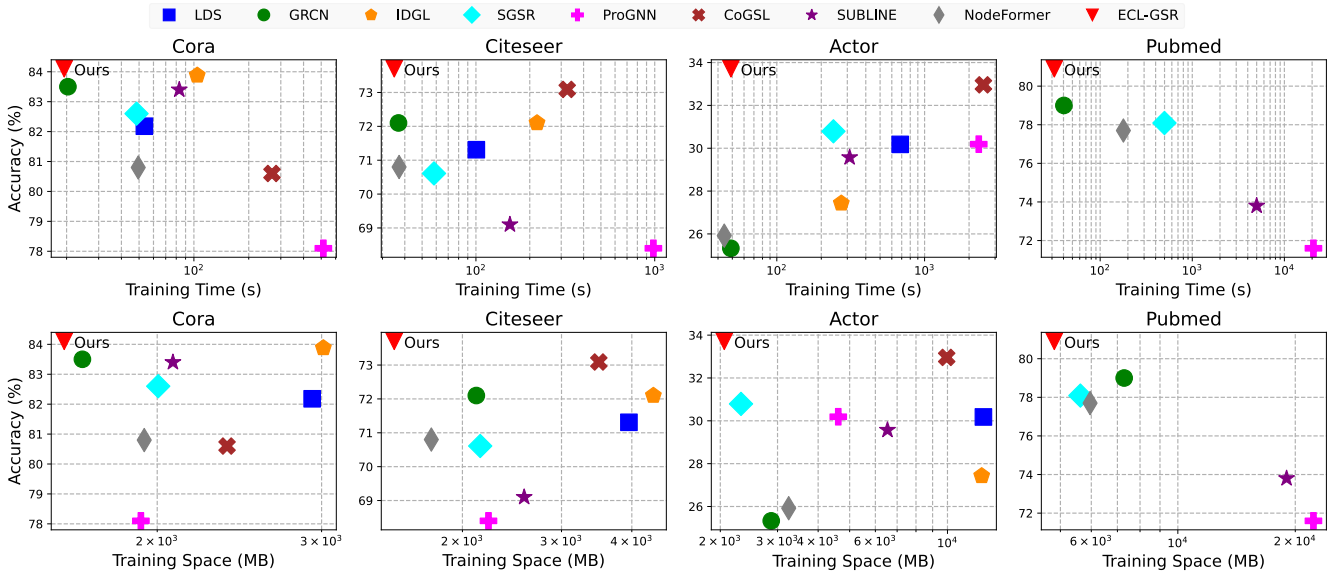 LDS GRCN IDGL SGSR ProGNN CoGSL SUBLINE NodeFormer ECL-GSR
Cora Citeseer Actor Pubmed
Accuracy (%)
84 83 82 81 80 79 78
Ours
10²
Training Time (s)
73 72 71 70 69
Ours
10² 10³
Training Time (s)
34 32 30 28 26
Ours
10² 10³
Training Time (s)
80 78 76 74 72
Ours
10² 10³ 10⁴
Training Time (s)
Cora Citeseer Actor Pubmed
Accuracy (%)
84 83 82 81 80 79 78
Ours
2 × 10³ 3 × 10³
Training Space (MB)
73 72 71 70 69
Ours
2 × 10³ 3 × 10³ 4 × 10³
Training Space (MB)
34 32 30 28 26
Ours
2 × 10³ 3 × 10³ 4 × 10³ 10⁴
Training Space (MB)
80 78 76 74 72
Ours
6 × 10³ 10⁴ 2 × 10⁴
Training Space (MB)